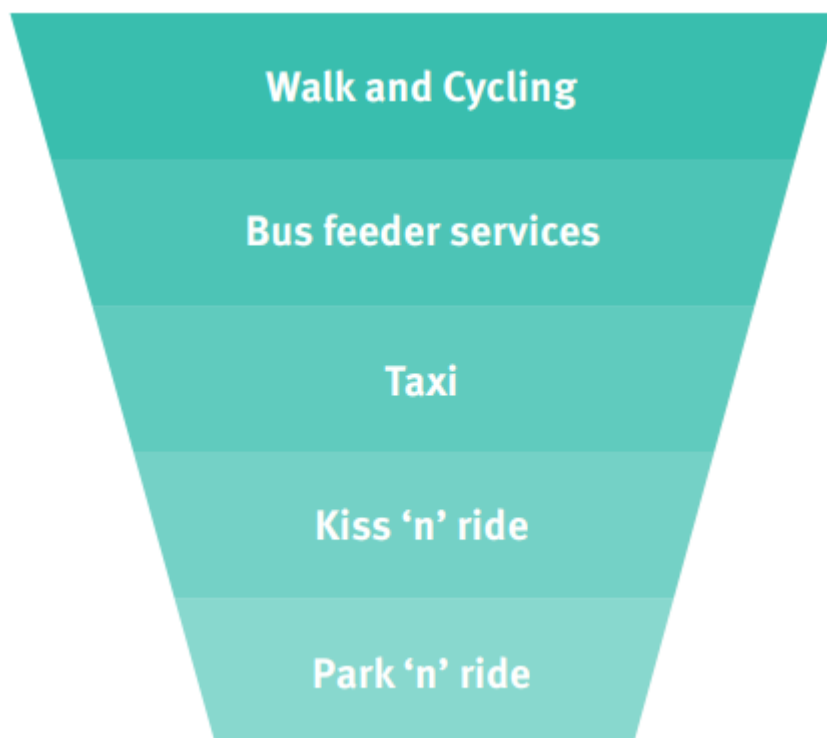 Walk and Cycling
Bus feeder services
Taxi
Kiss ‘n’ ride
Park ‘n’ ride